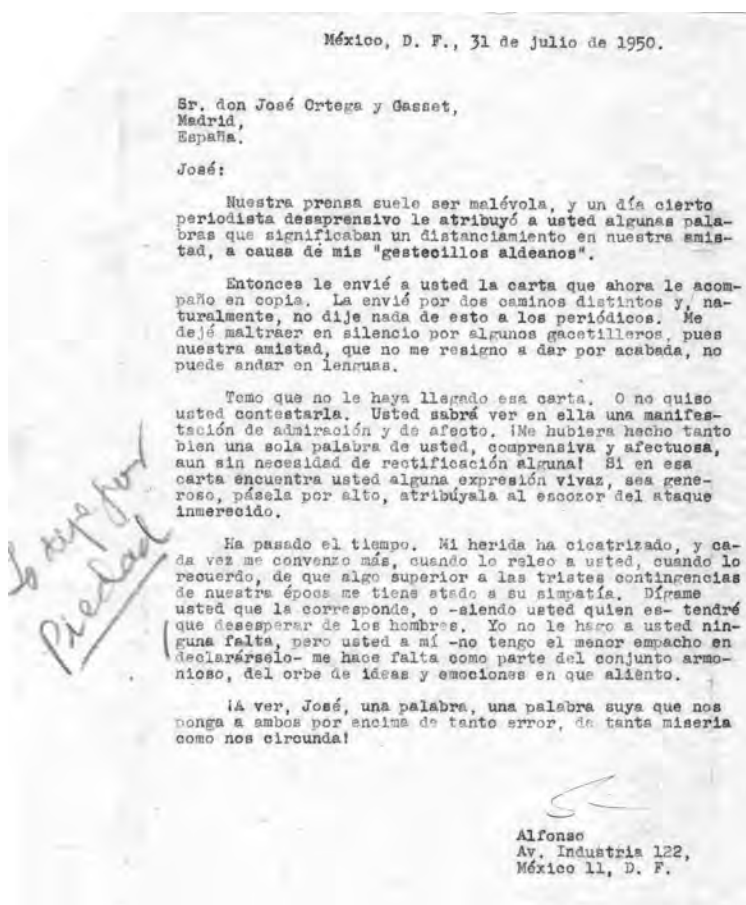 México, D. F., 31 de julio de 1950.
Sr. don José Ortega y Gasset,
Madrid,
España.
José:
Nuestra prensa suele ser malévola, y un día cierto
periodista desaprensivo le atribuyó a usted algunas pala-
bras que significaban un distanciamiento en nuestra amis-
tad, a causa de mis "gestecillos aldeanos".
Entonces le envié a usted la carta que ahora le acom-
paño en copia. La envié por dos caminos distintos y, na-
turalmente, no dije nada de esto a los periódicos. Me
dejé maltraer en silencio por algunos gacetilleros, pues
nuestra amistad, que no me resigno a dar por acabada, no
puede andar en lenguas.
Temo que no le haya llegado esa carta. O no quiso
usted contestarla. Usted sabrá ver en ella una manifes-
tación de admiración y de afecto. ¡Me hubiera hecho tanto
bien una sola palabra de usted, comprensiva y afectuosa,
aun sin necesidad de rectificación alguna! Si en esa
carta encuentra usted alguna expresión vivaz, sea gene-
roso, pásela por alto, atribúyala al escozor del ataque
inmerecido.
Ha pasado el tiempo. Mi herida ha cicatrizado, y ca-
da vez me convenzo más, cuando lo releo a usted, cuando lo
recuerdo, de que algo superior a las tristes contingencias
de nuestra época me tiene atado a su simpatía. Dígame
usted que la corresponde, o -siendo usted quien es- tendré
que desesperar de los hombres. Yo no le hago a usted nin-
guna falta, pero usted a mí -no tengo el menor empacho en
declarárselo- me hace falta como parte del conjunto armo-
nioso, del orbe de ideas y emociones en que aliento.
¡A ver, José, una palabra, una palabra suya que nos
ponga a ambos por encima de tanto error, de tanta miseria
como nos circunda!
Lo dije por
Piedad
Alfonso
Av. Industria 122,
México 11, D. F.